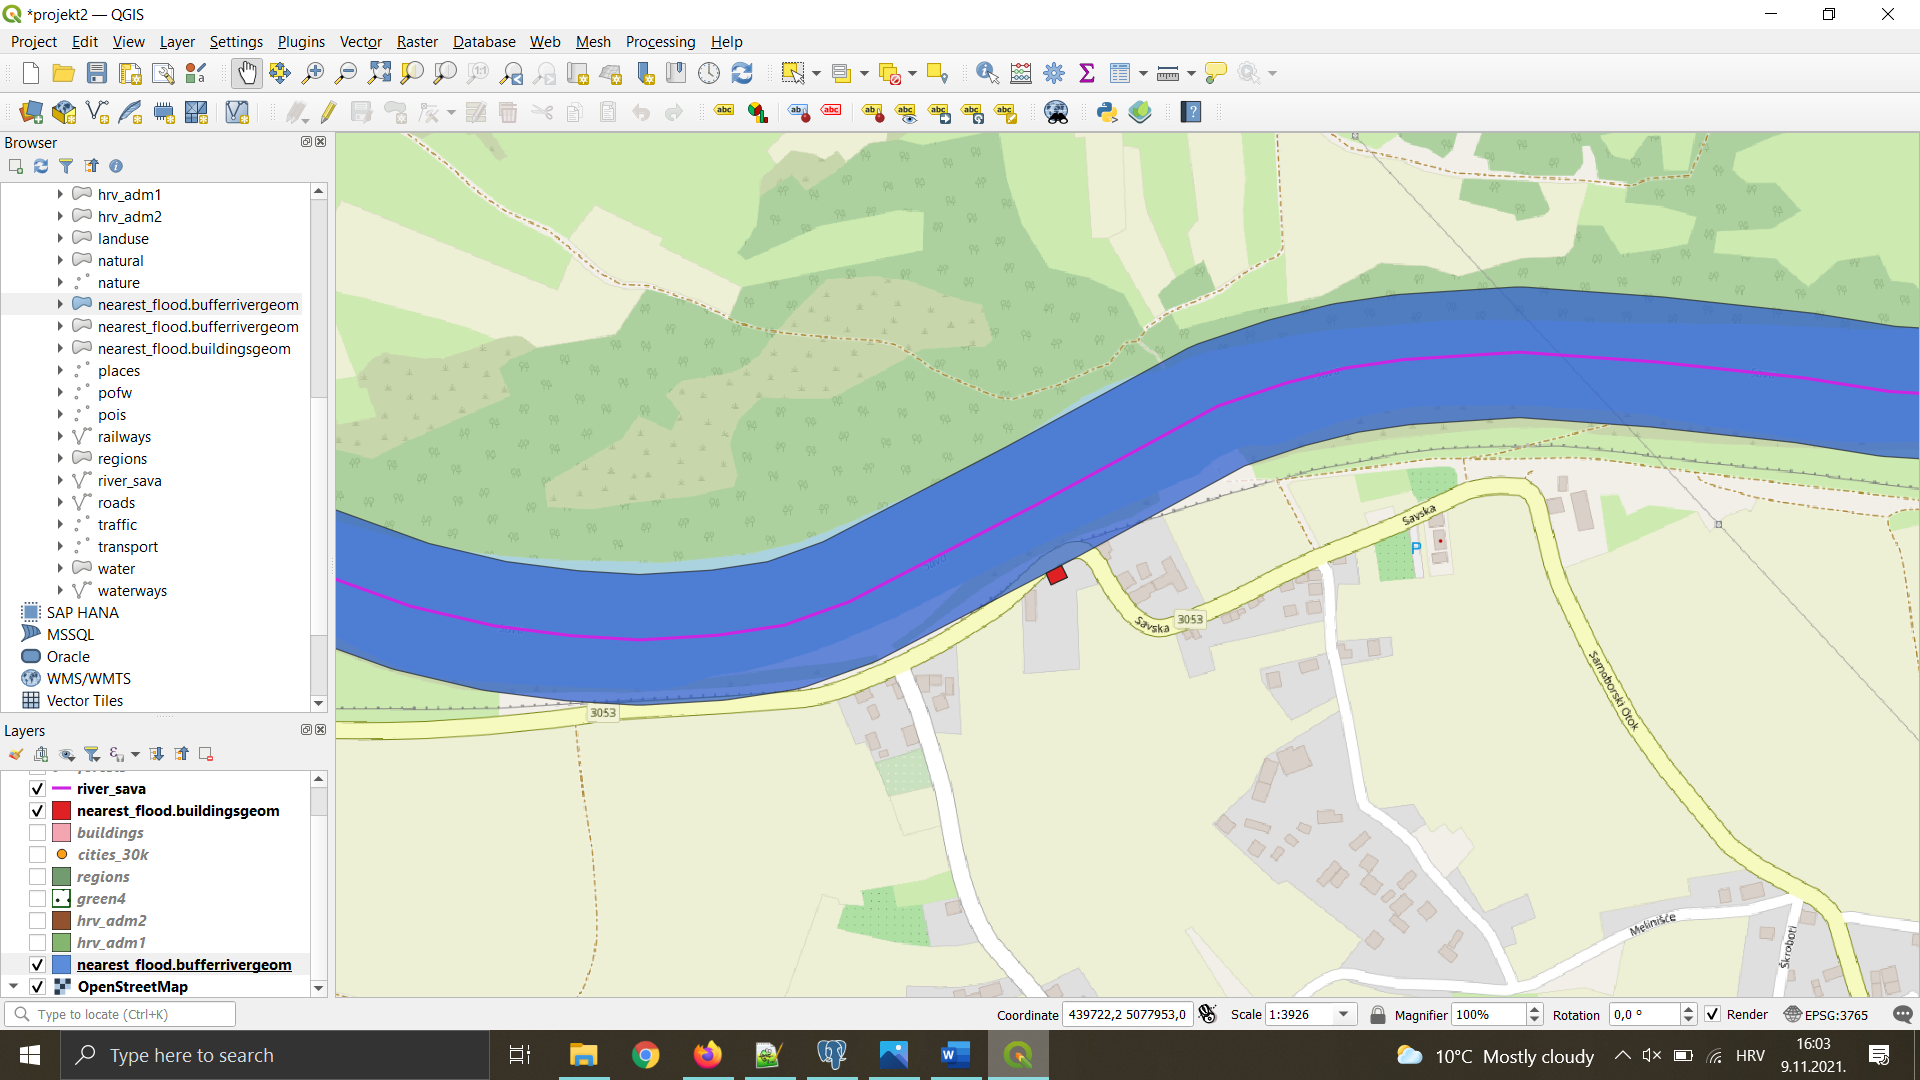 *projekt2 — QGIS
Project Edit View Layer Settings Plugins Vector Raster Database Web Mesh Processing Help
Browser
hrv_adm1
hrv_adm2
landuse
natural
nature
nearest_flood.bufferrivergeom
nearest_flood.bufferrivergeom
nearest_flood.buildingsgeom
places
pofw
pois
railways
regions
river_sava
roads
traffic
transport
water
waterways
SAP HANA
MSSQL
Oracle
WMS/WMTS
Vector Tiles
Layers
river_sava
nearest_flood.buildingsgeom
buildings
cities_30k
regions
green4
hrv_adm2
hrv_adm1
nearest_flood.bufferrivergeom
OpenStreetMap
Savska
P
Savska
3053
3053
Samoborski Otok
Melinišće
Škroboti
Type to locate (Ctrl+K)
Coordinate 439722,2 5077953,0 Scale 1:3926 Magnifier 100% Rotation 0,0 ° Render EPSG:3765
Type here to search
10°C Mostly cloudy
HRV
16:03
9.11.2021.